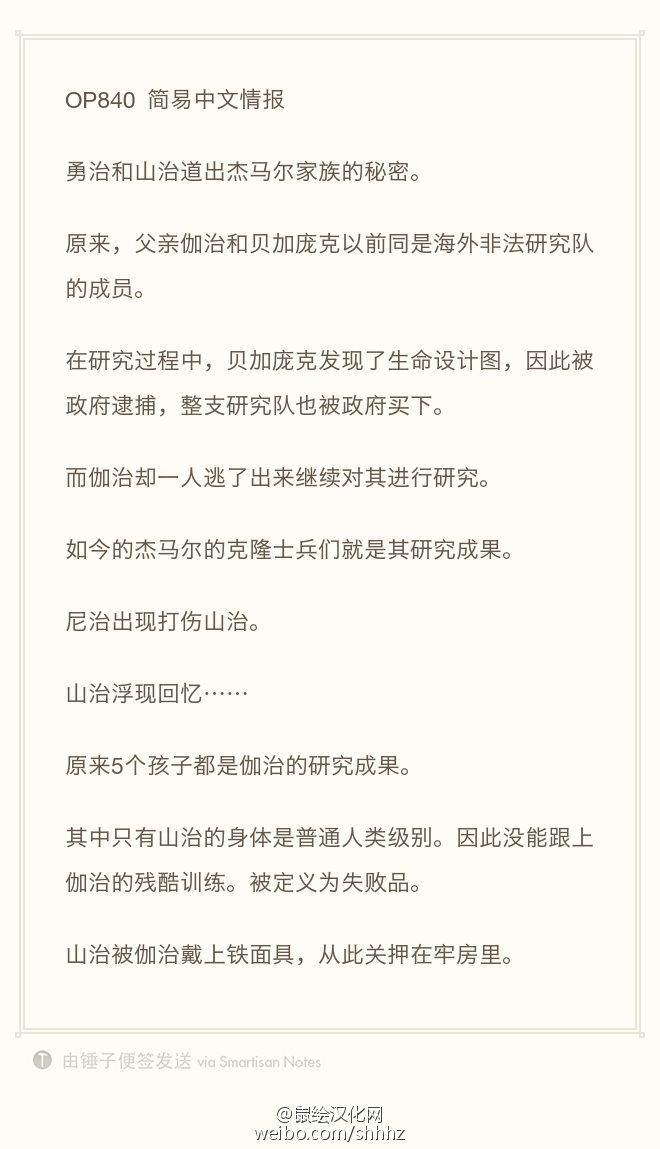 OP840 简易中文情报
勇治和山治道出杰马尔家族的秘密。
原来，父亲伽治和贝加庞克以前同是海外非法研究队
的成员。
在研究过程中，贝加庞克发现了生命设计图，因此被
政府逮捕，整支研究队也被政府买下。
而伽治却一人逃了出来继续对其进行研究。
如今的杰马尔的克隆士兵们就是其研究成果。
尼治出现打伤山治。
山治浮现回忆……
原来5个孩子都是伽治的研究成果。
其中只有山治的身体是普通人类级别。因此没能跟上
伽治的残酷训练。被定义为失败品。
山治被伽治戴上铁面具，从此关押在牢房里。
T 由锤子便签发送 via Smartisan Notes
@鼠绘汉化网
weibo.com/shhhz